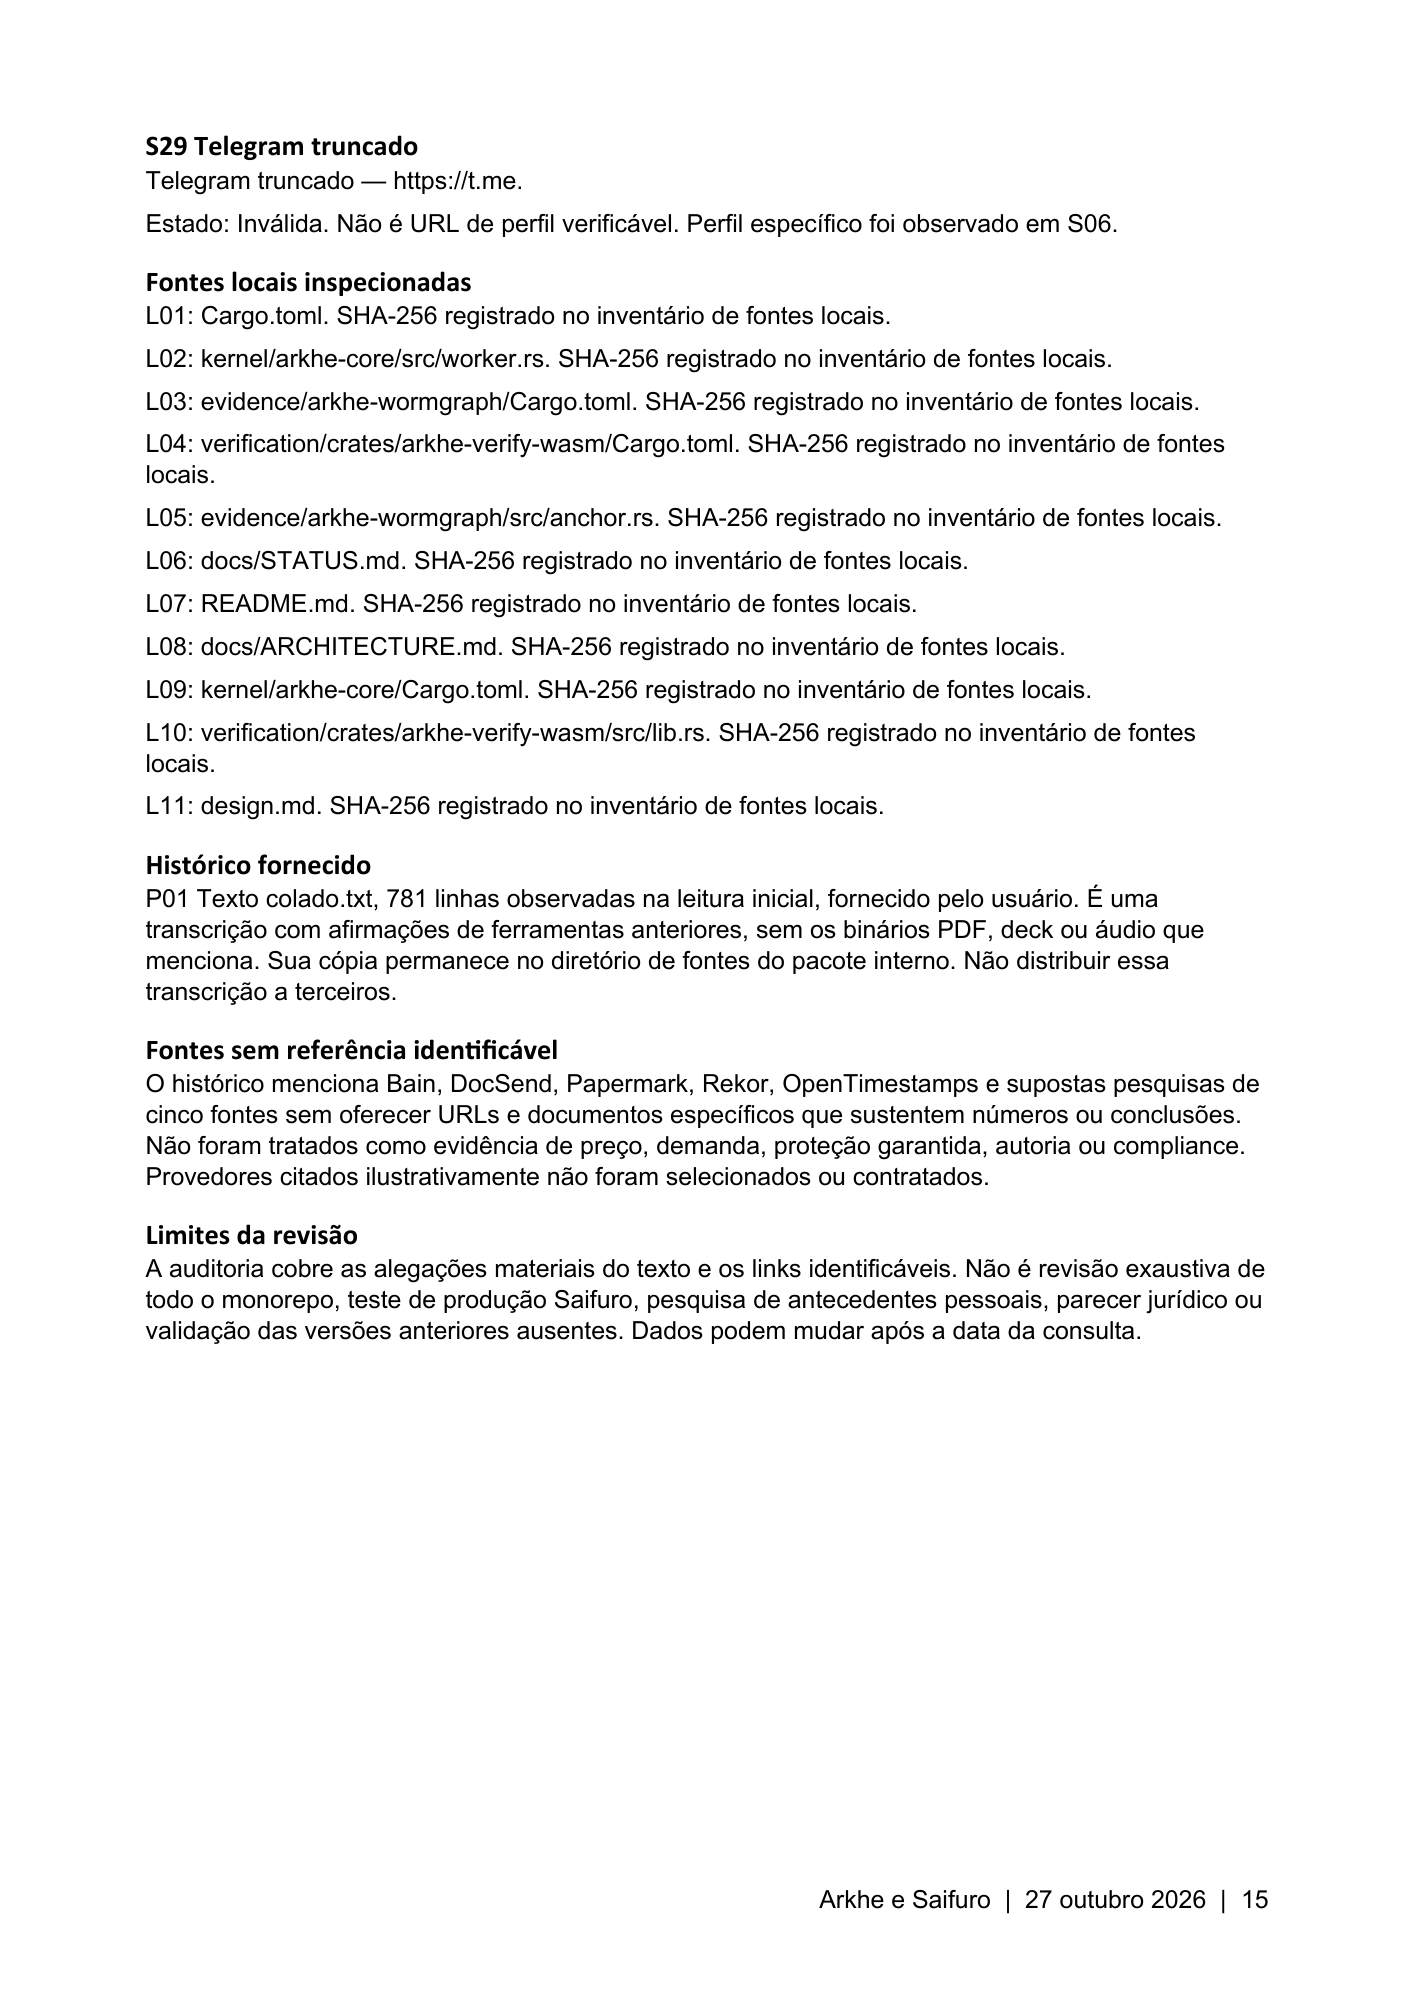 S29 Telegram truncado
Telegram truncado — https://t.me.
Estado: Inválida. Não é URL de perfil verificável. Perfil específico foi observado em S06.
Fontes locais inspecionadas
L01: Cargo.toml. SHA-256 registrado no inventário de fontes locais.
L02: kernel/arkhe-core/src/worker.rs. SHA-256 registrado no inventário de fontes locais.
L03: evidence/arkhe-wormgraph/Cargo.toml. SHA-256 registrado no inventário de fontes locais.
L04: verification/crates/arkhe-verify-wasm/Cargo.toml. SHA-256 registrado no inventário de fontes
locais.
L05: evidence/arkhe-wormgraph/src/anchor.rs. SHA-256 registrado no inventário de fontes locais.
L06: docs/STATUS.md. SHA-256 registrado no inventário de fontes locais.
L07: README.md. SHA-256 registrado no inventário de fontes locais.
L08: docs/ARCHITECTURE.md. SHA-256 registrado no inventário de fontes locais.
L09: kernel/arkhe-core/Cargo.toml. SHA-256 registrado no inventário de fontes locais.
L10: verification/crates/arkhe-verify-wasm/src/lib.rs. SHA-256 registrado no inventário de fontes
locais.
L11: design.md. SHA-256 registrado no inventário de fontes locais.
Histórico fornecido
P01 Texto colado.txt, 781 linhas observadas na leitura inicial, fornecido pelo usuário. É uma
transcrição com afirmações de ferramentas anteriores, sem os binários PDF, deck ou áudio que
menciona. Sua cópia permanece no diretório de fontes do pacote interno. Não distribuir essa
transcrição a terceiros.
Fontes sem referência identificável
O histórico menciona Bain, DocSend, Papermark, Rekor, OpenTimestamps e supostas pesquisas de
cinco fontes sem oferecer URLs e documentos específicos que sustentem números ou conclusões.
Não foram tratados como evidência de preço, demanda, proteção garantida, autoria ou compliance.
Provedores citados ilustrativamente não foram selecionados ou contratados.
Limites da revisão
A auditoria cobre as alegações materiais do texto e os links identificáveis. Não é revisão exaustiva de
todo o monorepo, teste de produção Saifuro, pesquisa de antecedentes pessoais, parecer jurídico ou
validação das versões anteriores ausentes. Dados podem mudar após a data da consulta.
Arkhe e Saifuro | 27 outubro 2026 | 15